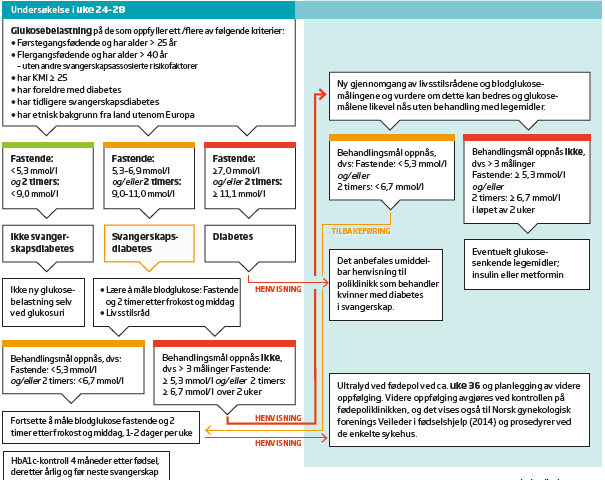 Undersøkelse i uke 24–28
Glukosebelastning på de som oppfyller ett /flere av følgende kriterier:
• Førstegangsfødende og har alder > 25 år
• Flergangsfødende og har alder > 40 år
– uten andre svangerskapsassosierte risikofaktorer
• har KMI ≥ 25
• har foreldre med diabetes
• har tidligere svangerskapsdiabetes
• har etnisk bakgrunn fra land utenom Europa
Fastende:
<5,3 mmol/l
og 2 timers:
<9,0 mmol/l
Fastende:
5,3–6,9 mmol/l
og/eller 2 timers:
9,0–11,0 mmol/l
Fastende:
≥7,0 mmol/l
og/eller 2 timers:
≥ 11,1 mmol/l
Ikke svanger-
skapsdiabetes
Svangerskaps-
diabetes
Diabetes
Ikke ny glukose-
belastning selv
ved glukosuri
• Lære å måle blodglukose: Fastende
og 2 timer etter frokost og middag
• Livsstilsråd
HENVISNING
Behandlingsmål oppnås, dvs:
Fastende: <5,3 mmol/l
og/eller 2 timers: <6,7 mmol/l
Behandlingsmål oppnås ikke,
dvs > 3 målinger Fastende:
≥ 5,3 mmol/l og/eller 2 timers:
≥ 6,7 mmol/l over 2 uker
HENVISNING
Fortsette å måle blodglukose fastende og 2
timer etter frokost og middag, 1-2 dager per uke
HENVISNING
HbA1c-kontroll 4 måneder etter fødsel,
deretter årlig og før neste svangerskap
Ny gjennomgang av livsstilsrådene og blodglukose-
målingene og vurdere om dette kan bedres og glukose-
målene likevel nås uten behandling med legemidler.
Behandlingsmål oppnås,
dvs: Fastende: <5,3 mmol/l
og/eller
2 timers: <6,7 mmol/l
Behandlingsmål oppnås ikke,
dvs > 3 målinger
Fastende: ≥ 5,3 mmol/l
og/eller
2 timers: ≥ 6,7 mmol/l
i løpet av 2 uker
TILBAKEFØRING
Det anbefales umiddel-
bar henvisning til
poliklinikk som behandler
kvinner med diabetes
i svangerskap.
Eventuelt glukose-
senkende legemidler;
insulin eller metformin
Ultralyd ved fødepol ved ca. uke 36 og planlegging av videre
oppfølging. Videre oppfølging avgjøres ved kontrollen på
fødepoliklinikken, og det vises også til Norsk gynekologisk
forenings Veileder i fødselshjelp (2014) og prosedyrer ved
de enkelte sykehus.